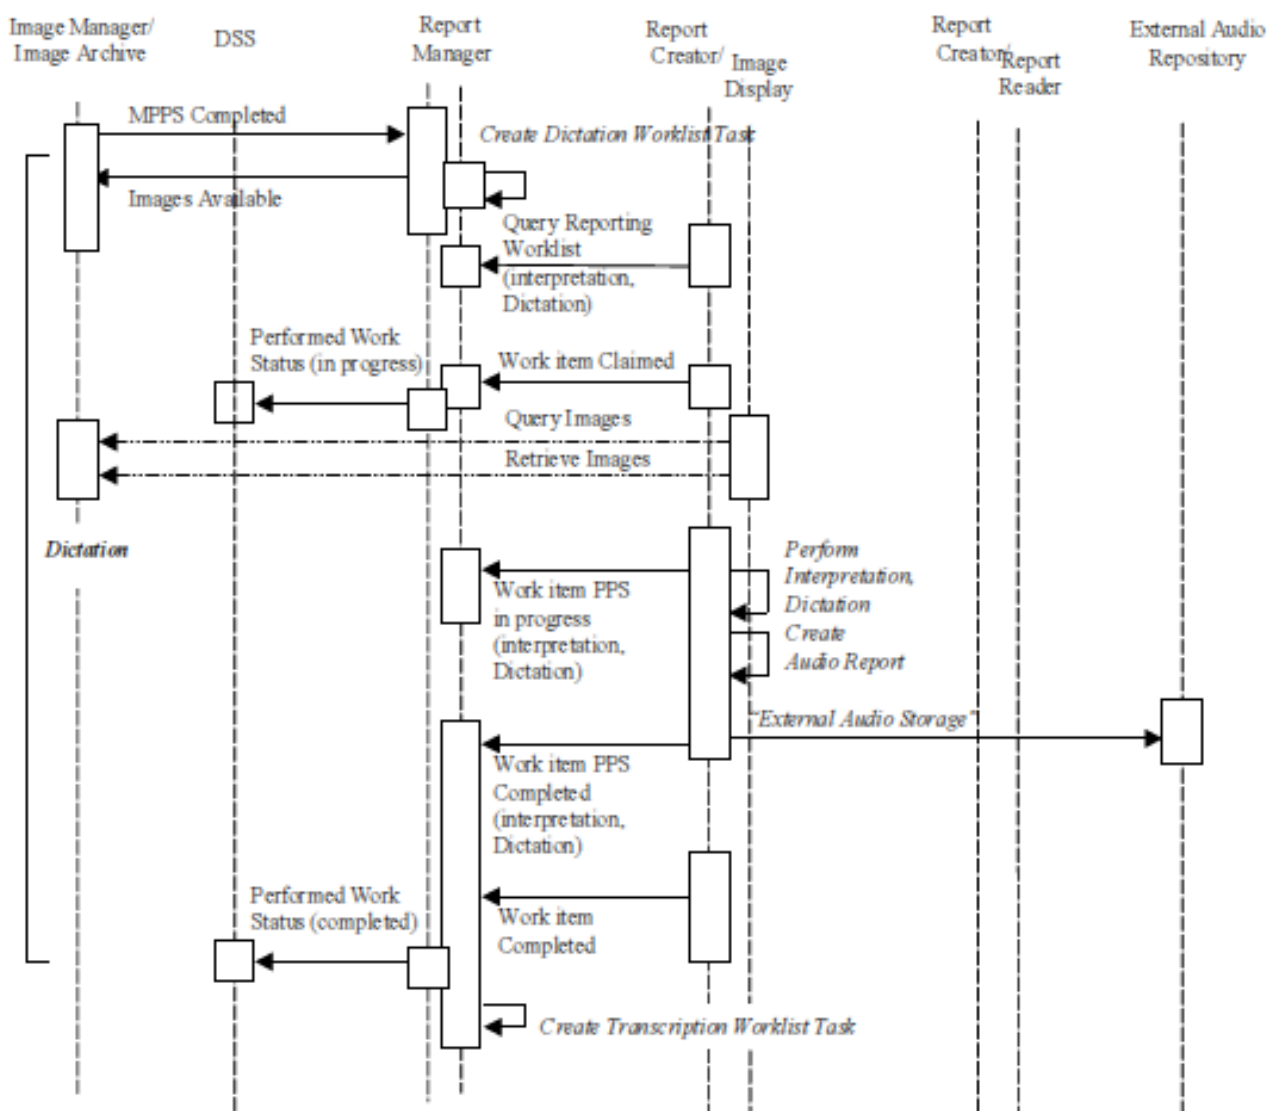 Image Manager/
Image Archive
DSS
Report
Manager
Report
Creator/
Image
Display
Report
Creator/
Report
Reader
External Audio
Repository
MPPS Completed
Create Dictation Worklist Task
Images Available
Query Reporting
Worklist
(interpretation,
Dictation)
Performed Work
Status (in progress)
Work item Claimed
Query Images
Retrieve Images
Dictation
Perform
Interpretation,
Dictation
Create
Audio Report
Work item PPS
in progress
(interpretation,
Dictation)
"External Audio Storage"
Work item PPS
Completed
(interpretation,
Dictation)
Performed Work
Status (completed)
Work item
Completed
Create Transcription Worklist Task